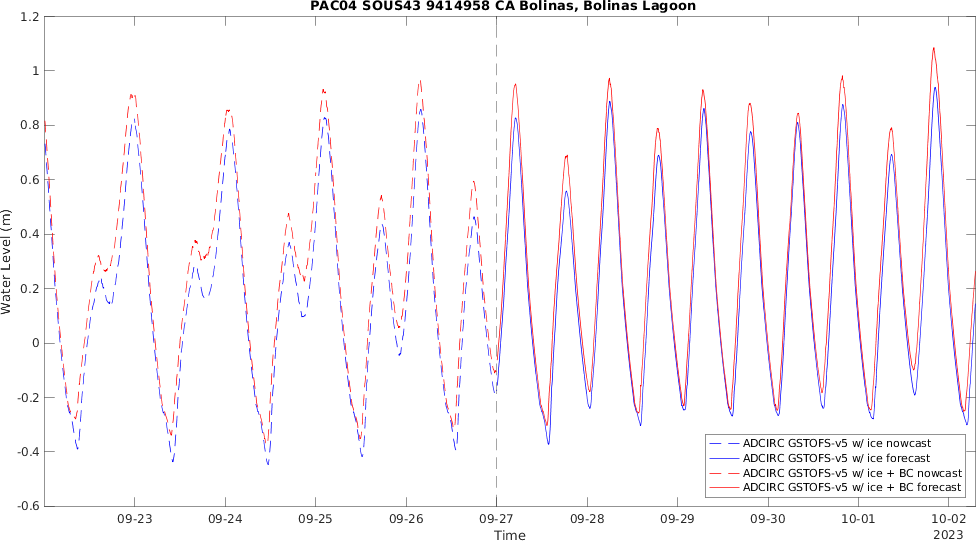 PAC04 SOUS43 9414958 CA Bolinas, Bolinas Lagoon
1.2
1
0.8
0.6
0.4
0.2
0
-0.2
-0.4
-0.6
Water Level (m)
ADCIRC GSTOFS-v5 w/ ice nowcast
ADCIRC GSTOFS-v5 w/ ice forecast
ADCIRC GSTOFS-v5 w/ ice + BC nowcast
ADCIRC GSTOFS-v5 w/ ice + BC forecast
09-23 09-24 09-25 09-26 09-27 09-28 09-29 09-30 10-01 10-02
2023
Time